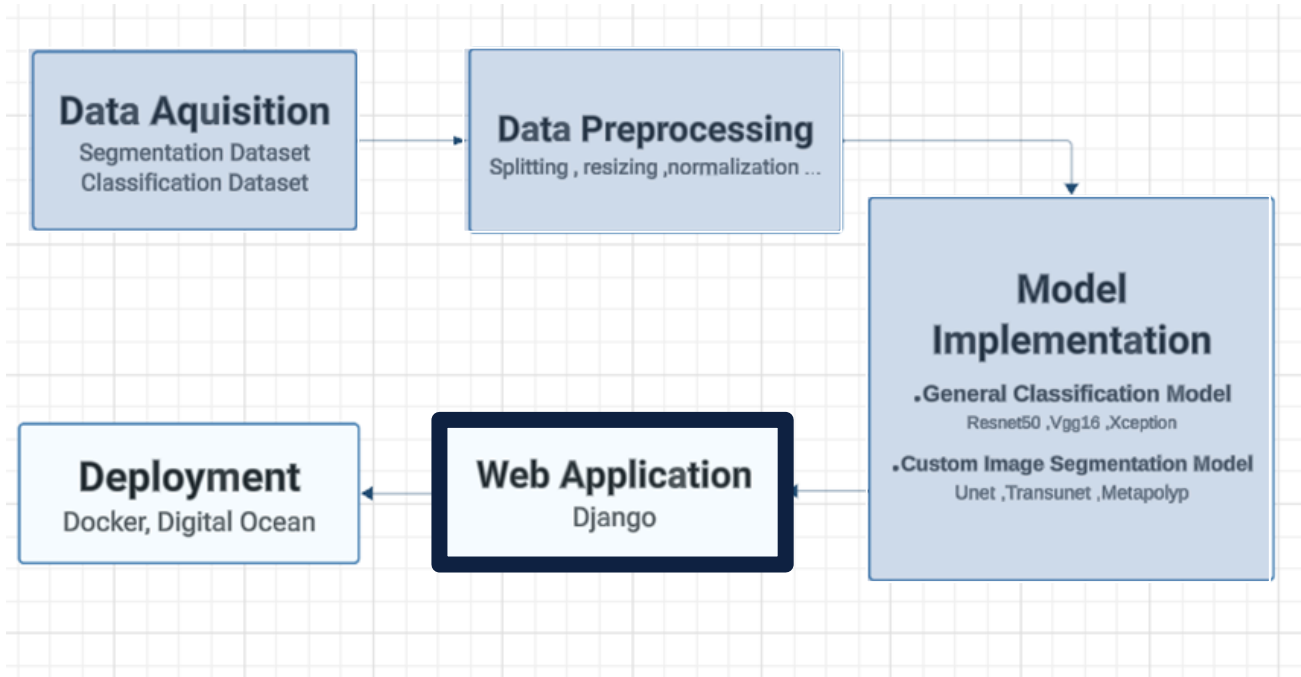 Data Aquisition
Segmentation Dataset
Classification Dataset
Data Preprocessing
Splitting , resizing ,normalization ...
Model
Implementation
.General Classification Model
Resnet50 ,Vgg16 ,Xception
.Custom Image Segmentation Model
Unet ,Transunet ,Metapolyp
Web Application
Django
Deployment
Docker, Digital Ocean